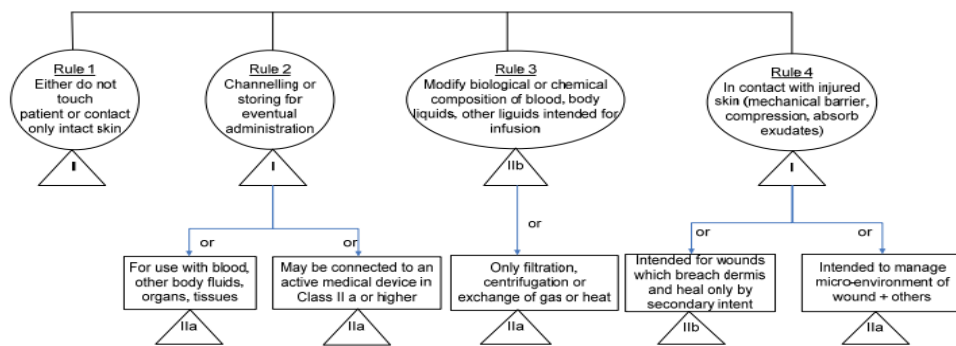 Rule 1
Either do not
touch
patient or contact
only intact skin
I
Rule 2
Channelling or
storing for
eventual
administration
I
Rule 3
Modify biological or chemical
composition of blood, body
liquids, other liguids intended for
infusion
IIb
Rule 4
In contact with injured
skin (mechanical barrier,
compression, absorb
exudates)
I
or
or
or
or
or
For use with blood,
other body fluids,
organs, tissues
IIa
May be connected to an
active medical device in
Class II a or higher
IIa
Only filtration,
centrifugation or
exchange of gas or heat
IIa
Intended for wounds
which breach dermis
and heal only by
secondary intent
IIb
Intended to manage
micro-environment of
wound + others
IIa